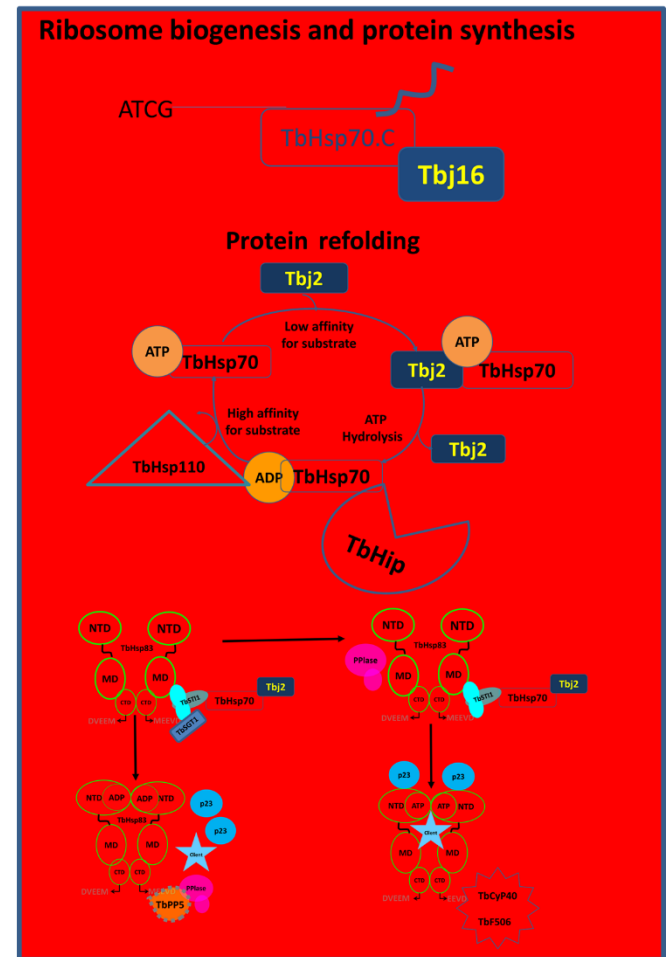 Ribosome biogenesis and protein synthesis
ATCG
TbHsp70.C
Tbj16
Protein refolding
Tbj2
Low affinity
for substrate
ATP
TbHsp70
ATP
Tbj2
TbHsp70
High affinity
for substrate
ATP
Hydrolysis
Tbj2
TbHsp110
ADP
TbHsp70
TbHip
NTD
NTD
TbHsp83
MD
MD
CTD
CTD
DVEEM
MEEVD
TbSTI1
TbSGT1
TbHsp70
Tbj2
NTD
NTD
TbHsp83
PPIase
MD
MD
CTD
CTD
DVEEM
MEEVD
TbSTI1
TbHsp70
Tbj2
NTD
ADP
ADP
NTD
TbHsp83
p23
p23
Client
MD
MD
CTD
CTD
DVEEM
PPIase
TbPP5
p23
p23
NTD
ATP
ATP
NTD
Client
MD
MD
CTD
CTD
DVEEM
EEVD
TbCyP40
TbF506